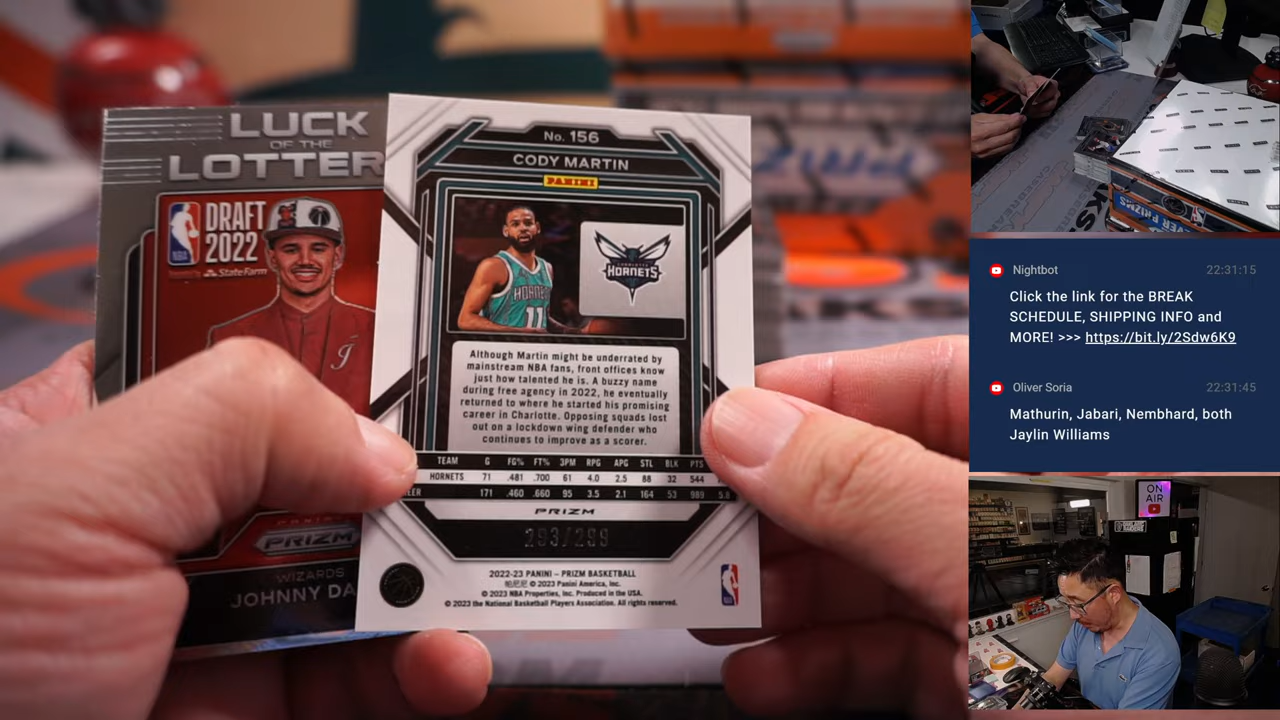 LUCK
OF THE
LOTTER
NBA
DRAFT
2022
StateFarm
PRIZM
WIZARDS
JOHNNY DA
No. 156
CODY MARTIN
PANINI
HORNETS
11
Although Martin might be underrated by
mainstream NBA fans, front offices know
just how talented he is. A buzzy name
during free agency in 2022, he eventually
returned to where he started his promising
career in Charlotte. Opposing squads lost
out on a lockdown wing defender who
continues to improve as a scorer.
TEAM G FG% FT% 3PM RPG APG STL BLK PTS
HORNETS 71 .481 .700 61 4.0 2.5 88 32 544
171 .460 .660 95 3.5 2.1 164 53 989 5.8
PRIZM
293/299
2022-23 PANINI – PRIZM BASKETBALL
帕尼尼 © 2023 Panini America, Inc.
© 2023 NBA Properties, Inc. Produced in the USA.
© 2023 the National Basketball Players Association. All rights reserved.
Nightbot 22:31:15
Click the link for the BREAK
SCHEDULE, SHIPPING INFO and
MORE! >>> https://bit.ly/2Sdw6K9
Oliver Soria 22:31:45
Mathurin, Jabari, Nembhard, both
Jaylin Williams
ON
AIR